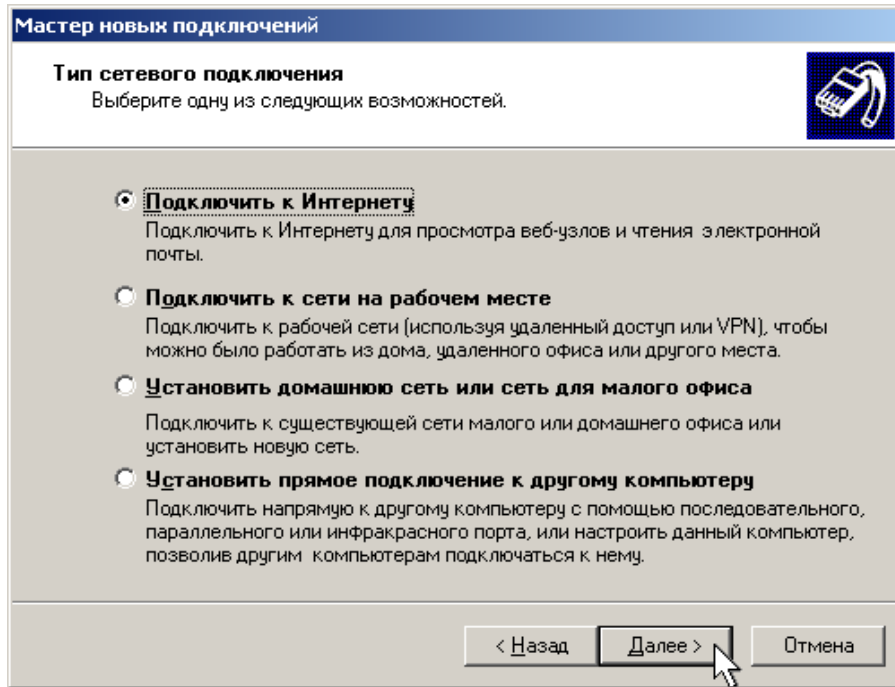 Мастер новых подключений
Тип сетевого подключения
Выберите одну из следующих возможностей.
Подключить к Интернету
Подключить к Интернету для просмотра веб-узлов и чтения электронной
почты.
Подключить к сети на рабочем месте
Подключить к рабочей сети (используя удаленный доступ или VPN), чтобы
можно было работать из дома, удаленного офиса или другого места.
Установить домашнюю сеть или сеть для малого офиса
Подключить к существующей сети малого или домашнего офиса или
установить новую сеть.
Установить прямое подключение к другому компьютеру
Подключить напрямую к другому компьютеру с помощью последовательного,
параллельного или инфракрасного порта, или настроить данный компьютер,
позволив другим компьютерам подключаться к нему.
< Назад Далее > Отмена